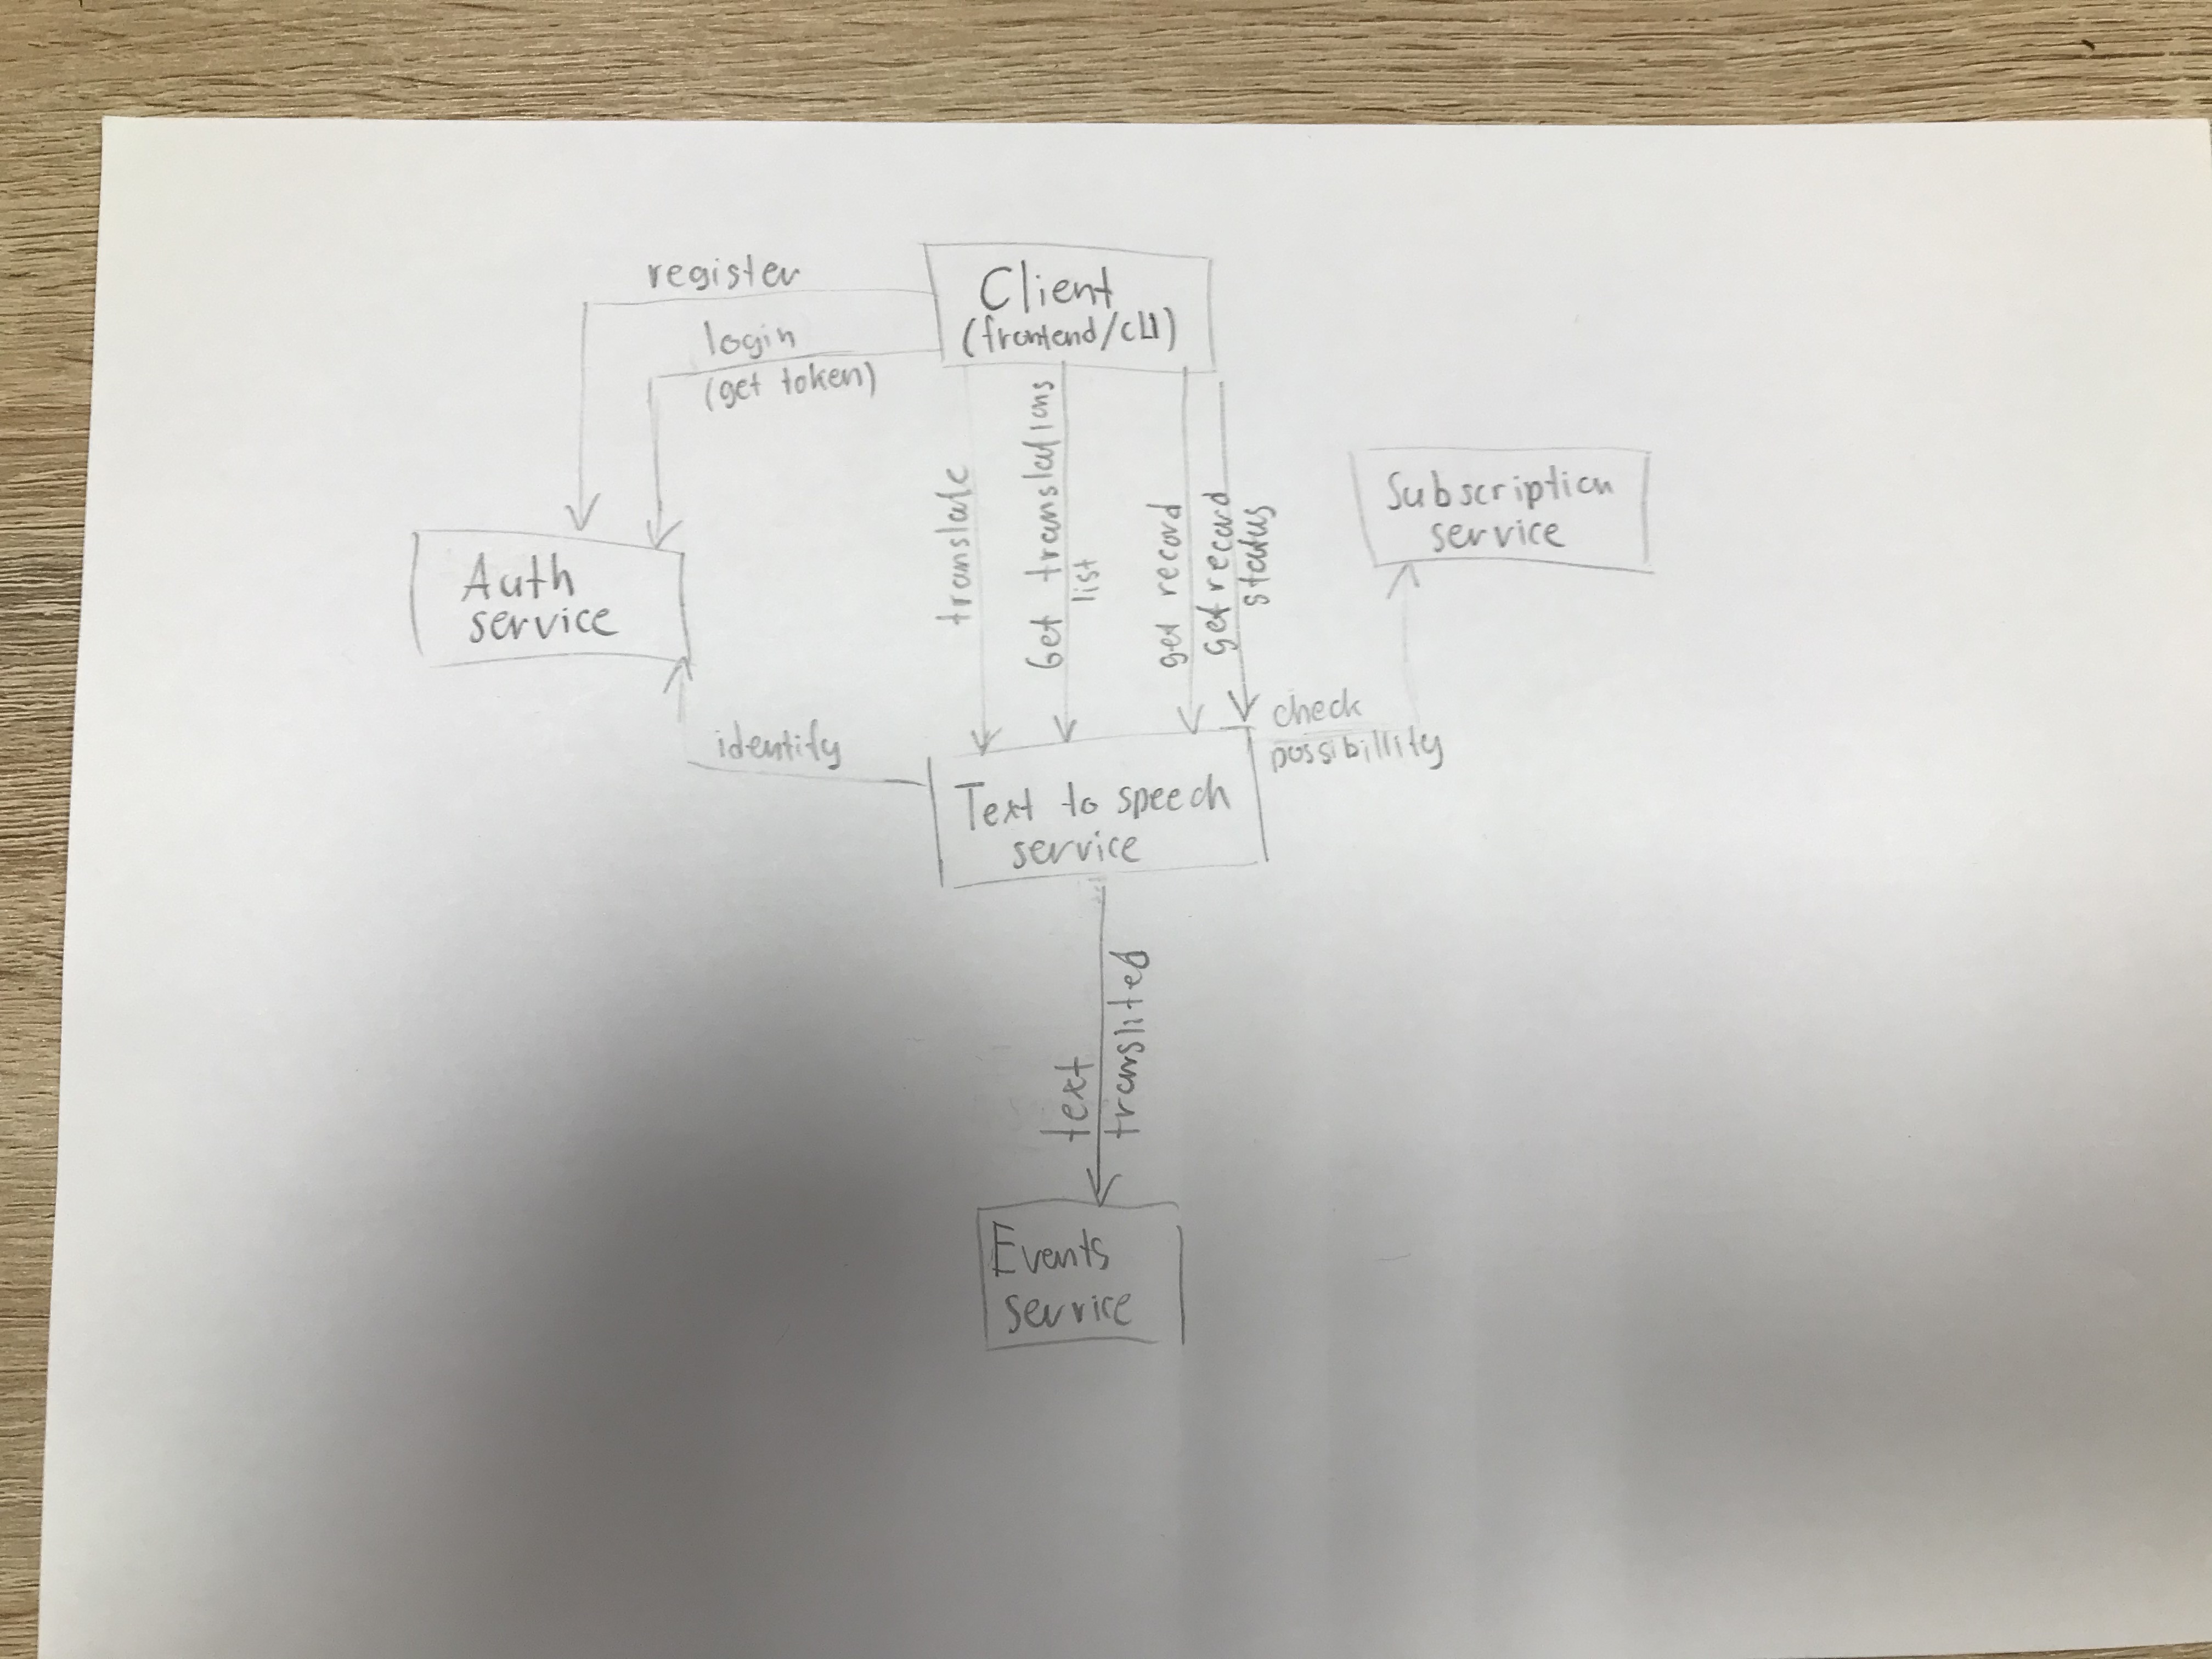 register
Client
(frontend/CLI)
login
(get token)
translate
Get translations
list
get record
get record
status
Subscription
service
Auth
service
identify
check
possibillity
Text to speech
service
text
translited
Events
service